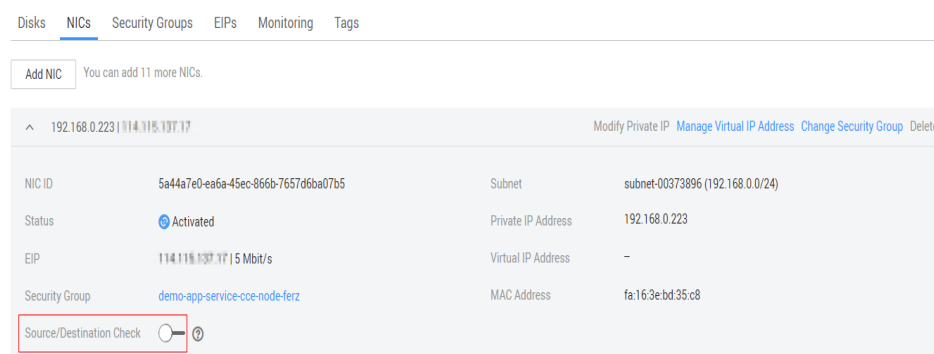 Disks NICs Security Groups EIPs Monitoring Tags
Add NIC You can add 11 more NICs.
192.168.0.223 | Modify Private IP Manage Virtual IP Address Change Security Group Delet
NIC ID 5a44a7e0-ea6a-45ec-866b-7657d6ba07b5 Subnet subnet-00373896 (192.168.0.0/24)
Status Activated Private IP Address 192.168.0.223
EIP | 5 Mbit/s Virtual IP Address –
Security Group demo-app-service-cce-node-ferz MAC Address fa:16:3e:bd:35:c8
Source/Destination Check